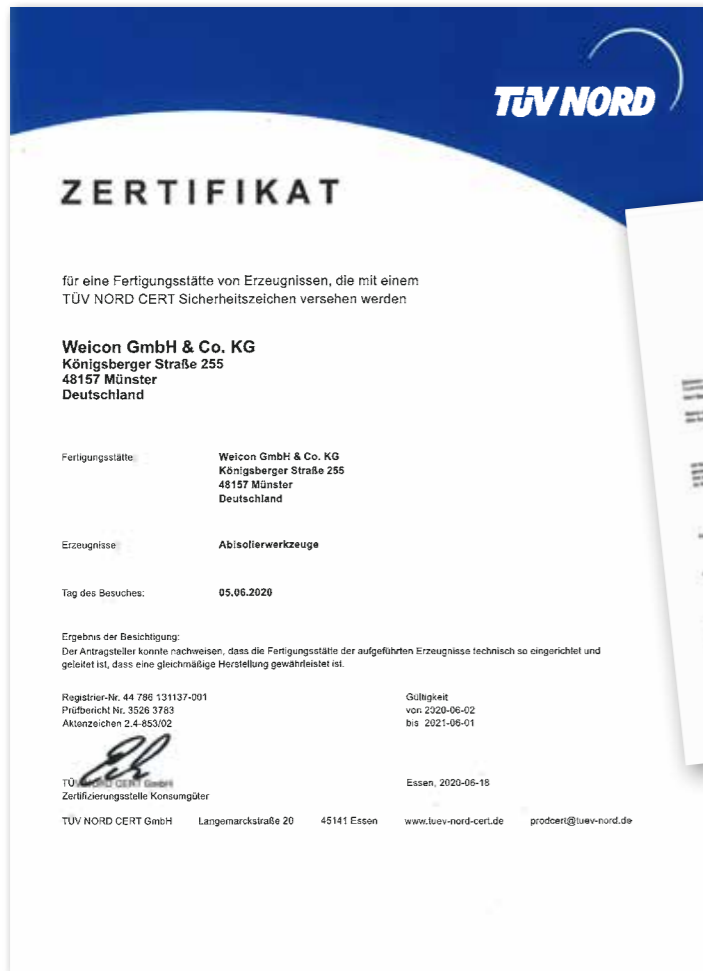 TÜV NORD
ZERTIFIKAT
für eine Fertigungsstätte von Erzeugnissen, die mit einem
TÜV NORD CERT Sicherheitszeichen versehen werden
Weicon GmbH & Co. KG
Königsberger Straße 255
48157 Münster
Deutschland
Fertigungsstätte: Weicon GmbH & Co. KG
Königsberger Straße 255
48157 Münster
Deutschland
Erzeugnisse: Abisolierwerkzeuge
Tag des Besuches: 05.06.2020
Ergebnis der Besichtigung:
Der Antragsteller konnte nachweisen, dass die Fertigungsstätte der aufgeführten Erzeugnisse technisch so eingerichtet und
geleitet ist, dass eine gleichmäßige Herstellung gewährleistet ist.
Registrier-Nr. 44 786 131137-001 Gültigkeit
Prüfbericht Nr. 3526 3783 von 2020-06-02
Aktenzeichen 2.4-853/02 bis 2021-06-01
TÜV NORD CERT GmbH Essen, 2020-06-18
Zertifizierungsstelle Konsumgüter
TÜV NORD CERT GmbH Langemarckstraße 20 45141 Essen www.tuev-nord-cert.de prodcert@tuev-nord.de